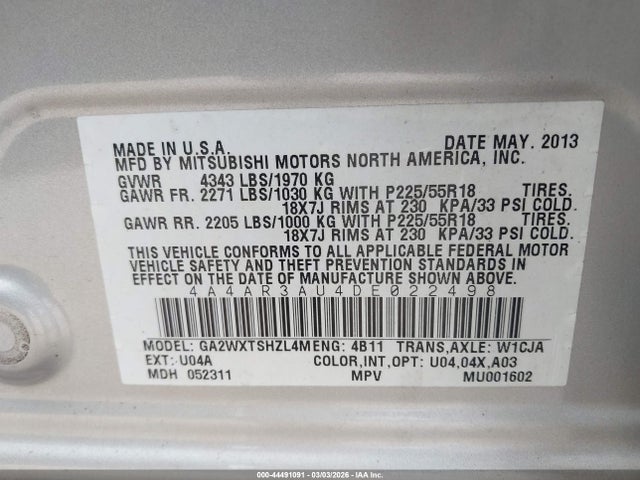 MADE IN U.S.A. DATE MAY. 2013
MFD BY MITSUBISHI MOTORS NORTH AMERICA, INC.
GVWR 4343 LBS/1970 KG
GAWR FR. 2271 LBS/1030 KG WITH P225/55R18 TIRES.
18X7J RIMS AT 230 KPA/33 PSI COLD.
GAWR RR. 2205 LBS/1000 KG WITH P225/55R18 TIRES.
18X7J RIMS AT 230 KPA/33 PSI COLD.
THIS VEHICLE CONFORMS TO ALL APPLICABLE FEDERAL MOTOR
VEHICLE SAFETY AND THEFT PREVENTION STANDARDS
IN EFFECT ON THE DATE OF MANUFACTURE SHOWN ABOVE.
4A4AR3AU4DE022498
MODEL: GA2WXTSHZL4MENG: 4B11 TRANS,AXLE: W1CJA
EXT: U04A COLOR,INT,OPT: U04,04X,A03
MDH 052311 MPV MU001602
000-44491091 - 03/03/2026 - IAA Inc.